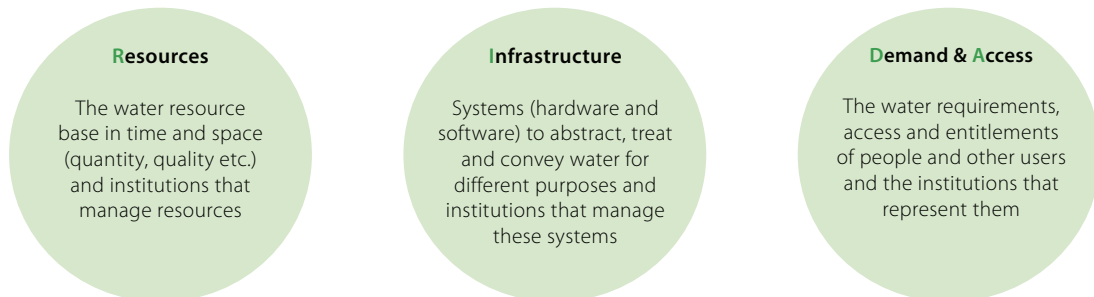 Resources
The water resource
base in time and space
(quantity, quality etc.)
and institutions that
manage resources
Infrastructure
Systems (hardware and
software) to abstract, treat
and convey water for
different purposes and
institutions that manage
these systems
Demand & Access
The water requirements,
access and entitlements
of people and other users
and the institutions that
represent them